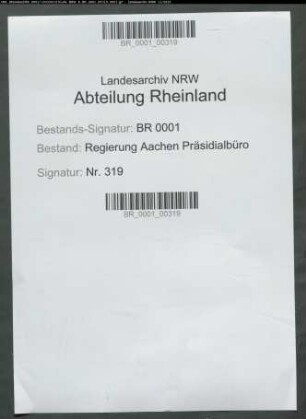 BR_0001_00319
Landesarchiv NRW
Abteilung Rheinland
Bestands-Signatur: BR 0001
Bestand: Regierung Aachen Präsidialbüro
Signatur: Nr. 319
BR_0001_00319